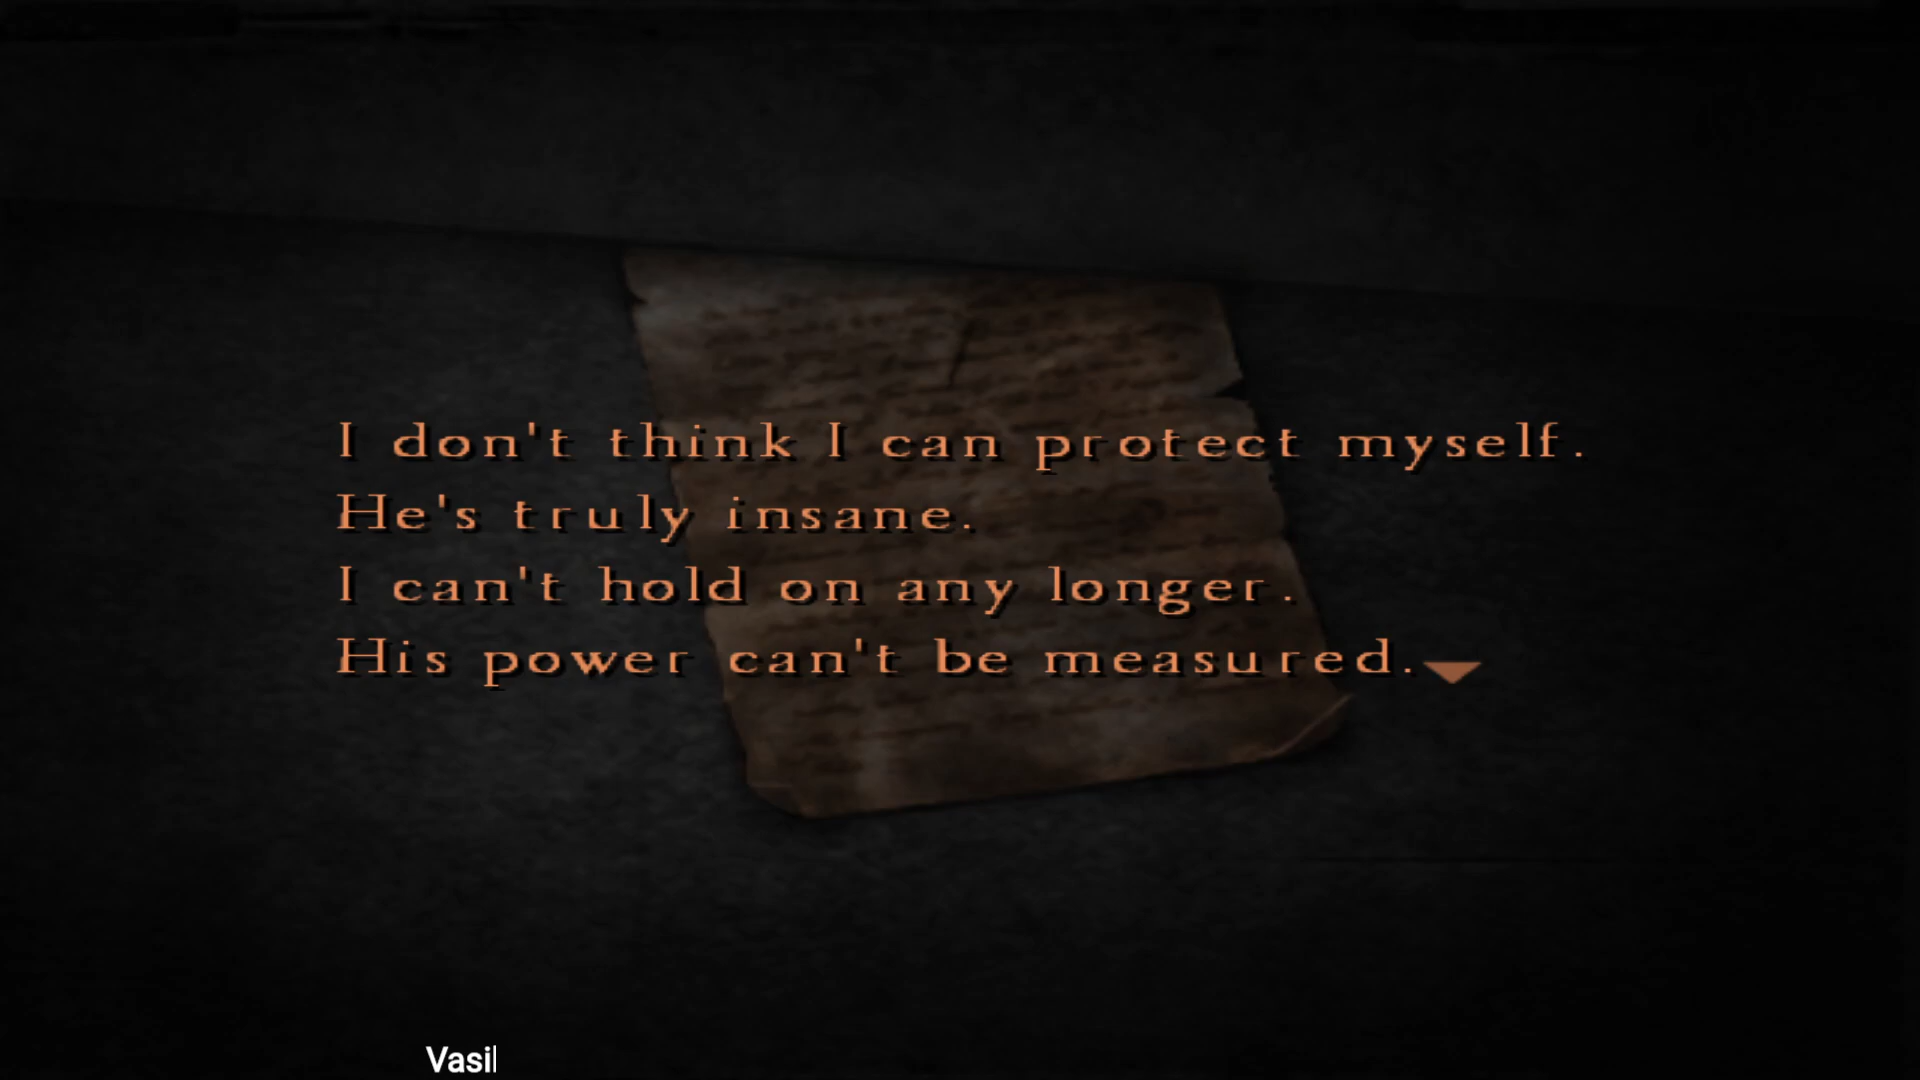 I don't think I can protect myself.
He's truly insane.
I can't hold on any longer.
His power can't be measured.
Vasil